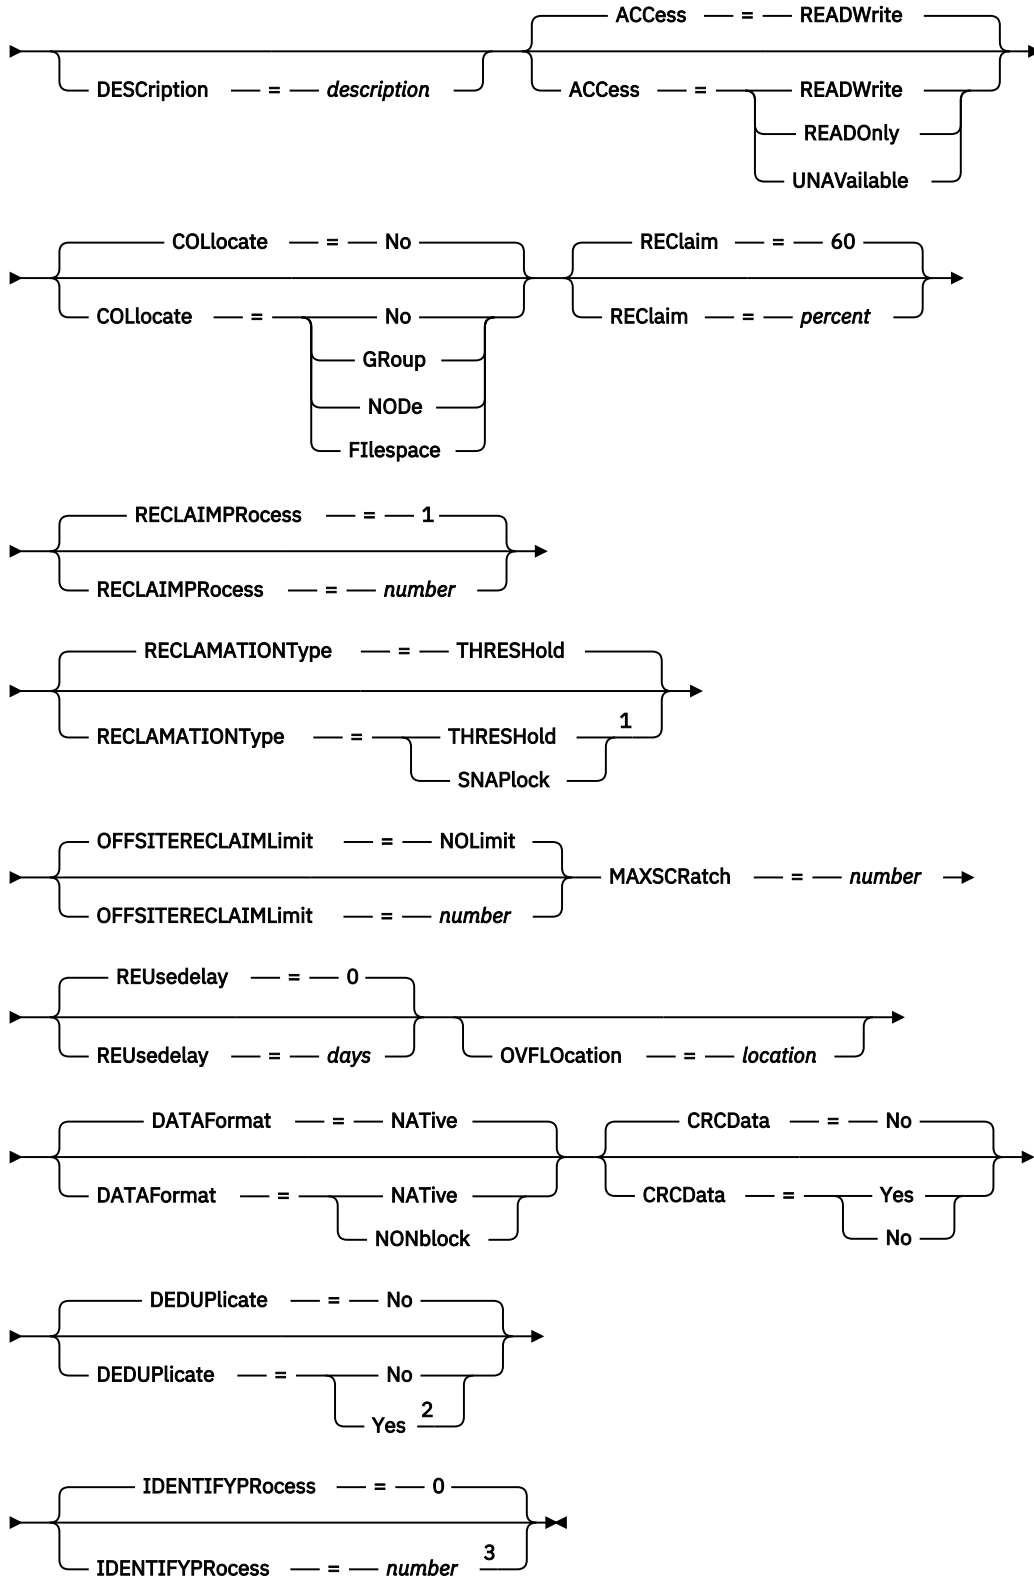 ACCess = READWrite
DESCription = description ACCess = READWrite
READOnly
UNAVailable
COLlocate = No REClaim = 60
COLlocate = No REClaim = percent
GRoup
NODe
FIlespace
RECLAIMPRocess = 1
RECLAIMPRocess = number
RECLAMATIONType = THRESHold
1
RECLAMATIONType = THRESHold
SNAPlock
OFFSITERECLAIMLimit = NOLimit
MAXSCRatch = number
OFFSITERECLAIMLimit = number
REUsedelay = 0
REUsedelay = days OVFLOcation = location
DATAFormat = NATive CRCData = No
DATAFormat = NATive CRCData = Yes
NONblock No
DEDUPlicate = No
DEDUPlicate = No
Yes 2
IDENTIFYPRocess = 0
IDENTIFYPRocess = number 3